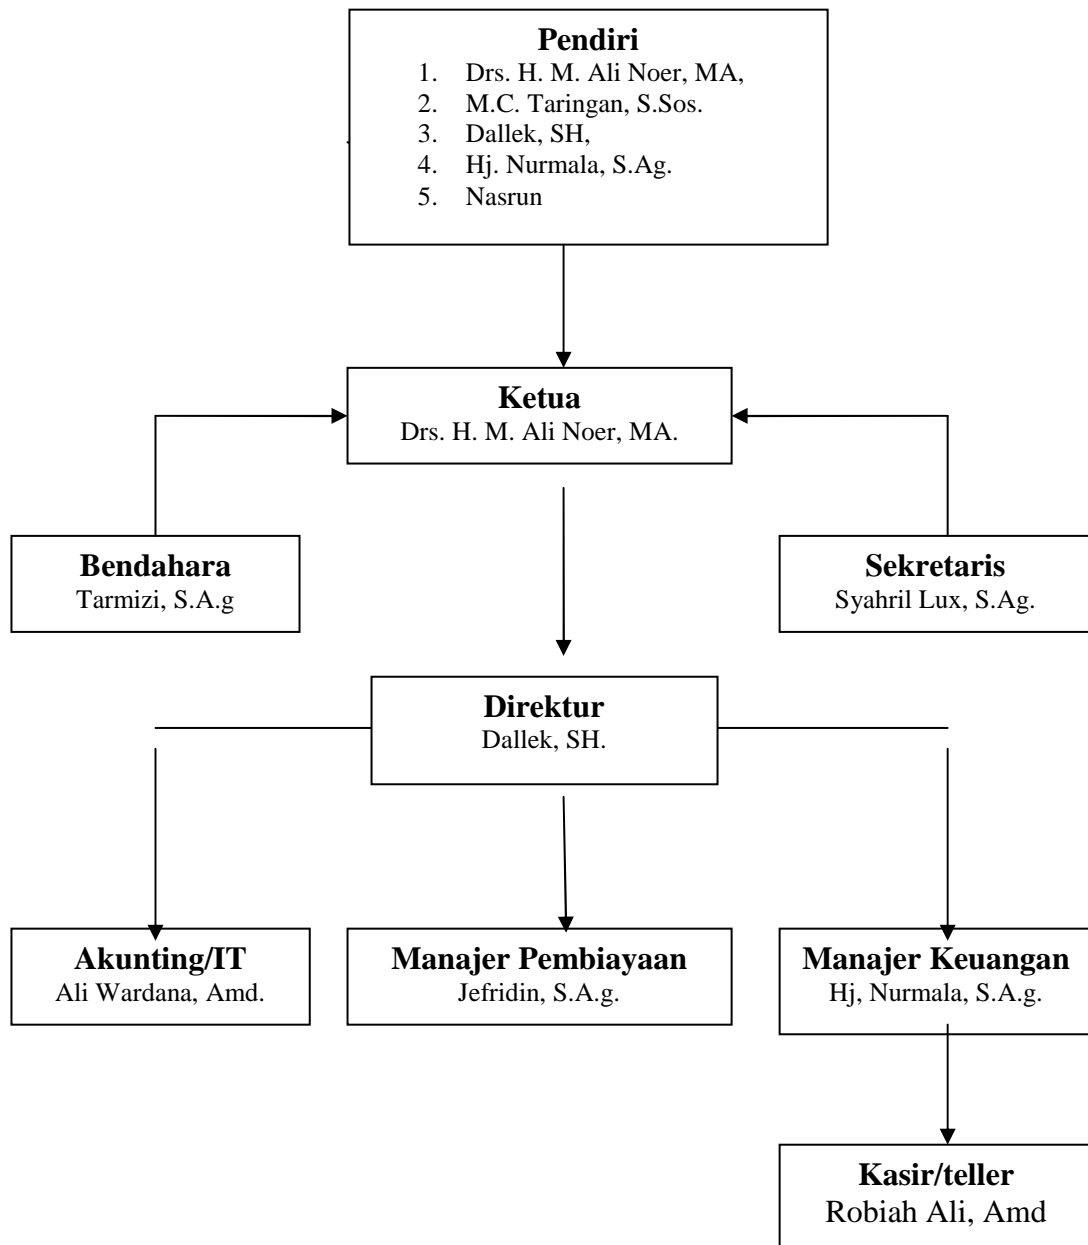 Pendiri
1. Drs. H. M. Ali Noer, MA,
2. M.C. Taringan, S.Sos.
3. Dallek, SH,
4. Hj. Nurmala, S.Ag.
5. Nasrun
Ketua
Drs. H. M. Ali Noer, MA.
Bendahara
Tarmizi, S.A.g
Sekretaris
Syahril Lux, S.Ag.
Direktur
Dallek, SH.
Akunting/IT
Ali Wardana, Amd.
Manajer Pembiayaan
Jefridin, S.A.g.
Manajer Keuangan
Hj, Nurmala, S.A.g.
Kasir/teller
Robiah Ali, Amd